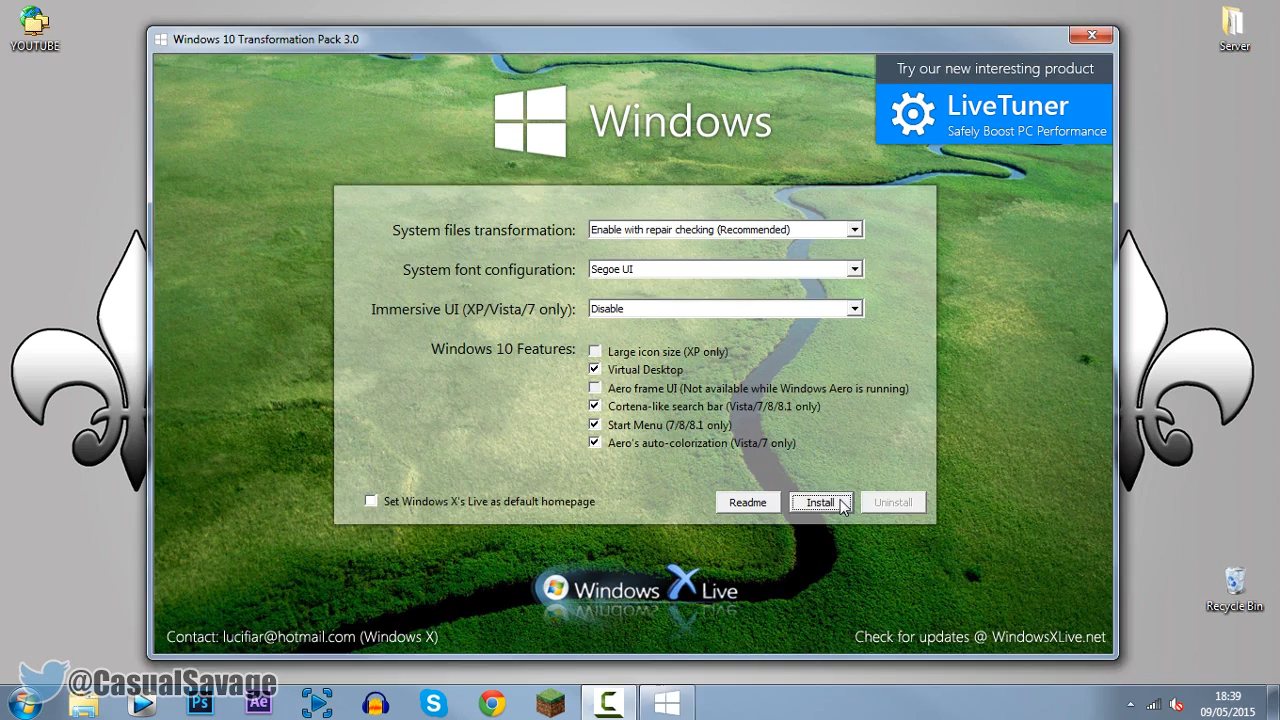 YOUTUBE
Server
Windows 10 Transformation Pack 3.0
Try our new interesting product
LiveTuner
Safely Boost PC Performance
Windows
System files transformation:
Enable with repair checking (Recommended)
System font configuration:
Segoe UI
Immersive UI (XP/Vista/7 only):
Disable
Windows 10 Features:
Large icon size (XP only)
Virtual Desktop
Aero frame UI (Not available while Windows Aero is running)
Cortena-like search bar (Vista/7/8/8.1 only)
Start Menu (7/8/8.1 only)
Aero's auto-colorization (Vista/7 only)
Set Windows X's Live as default homepage
Readme
Install
Uninstall
Windows X Live
Recycle Bin
Contact: lucifiar@hotmail.com (Windows X)
Check for updates @ WindowsXLive.net
@CasualSavage
Ps
Ae
S
C
18:39
09/05/2015